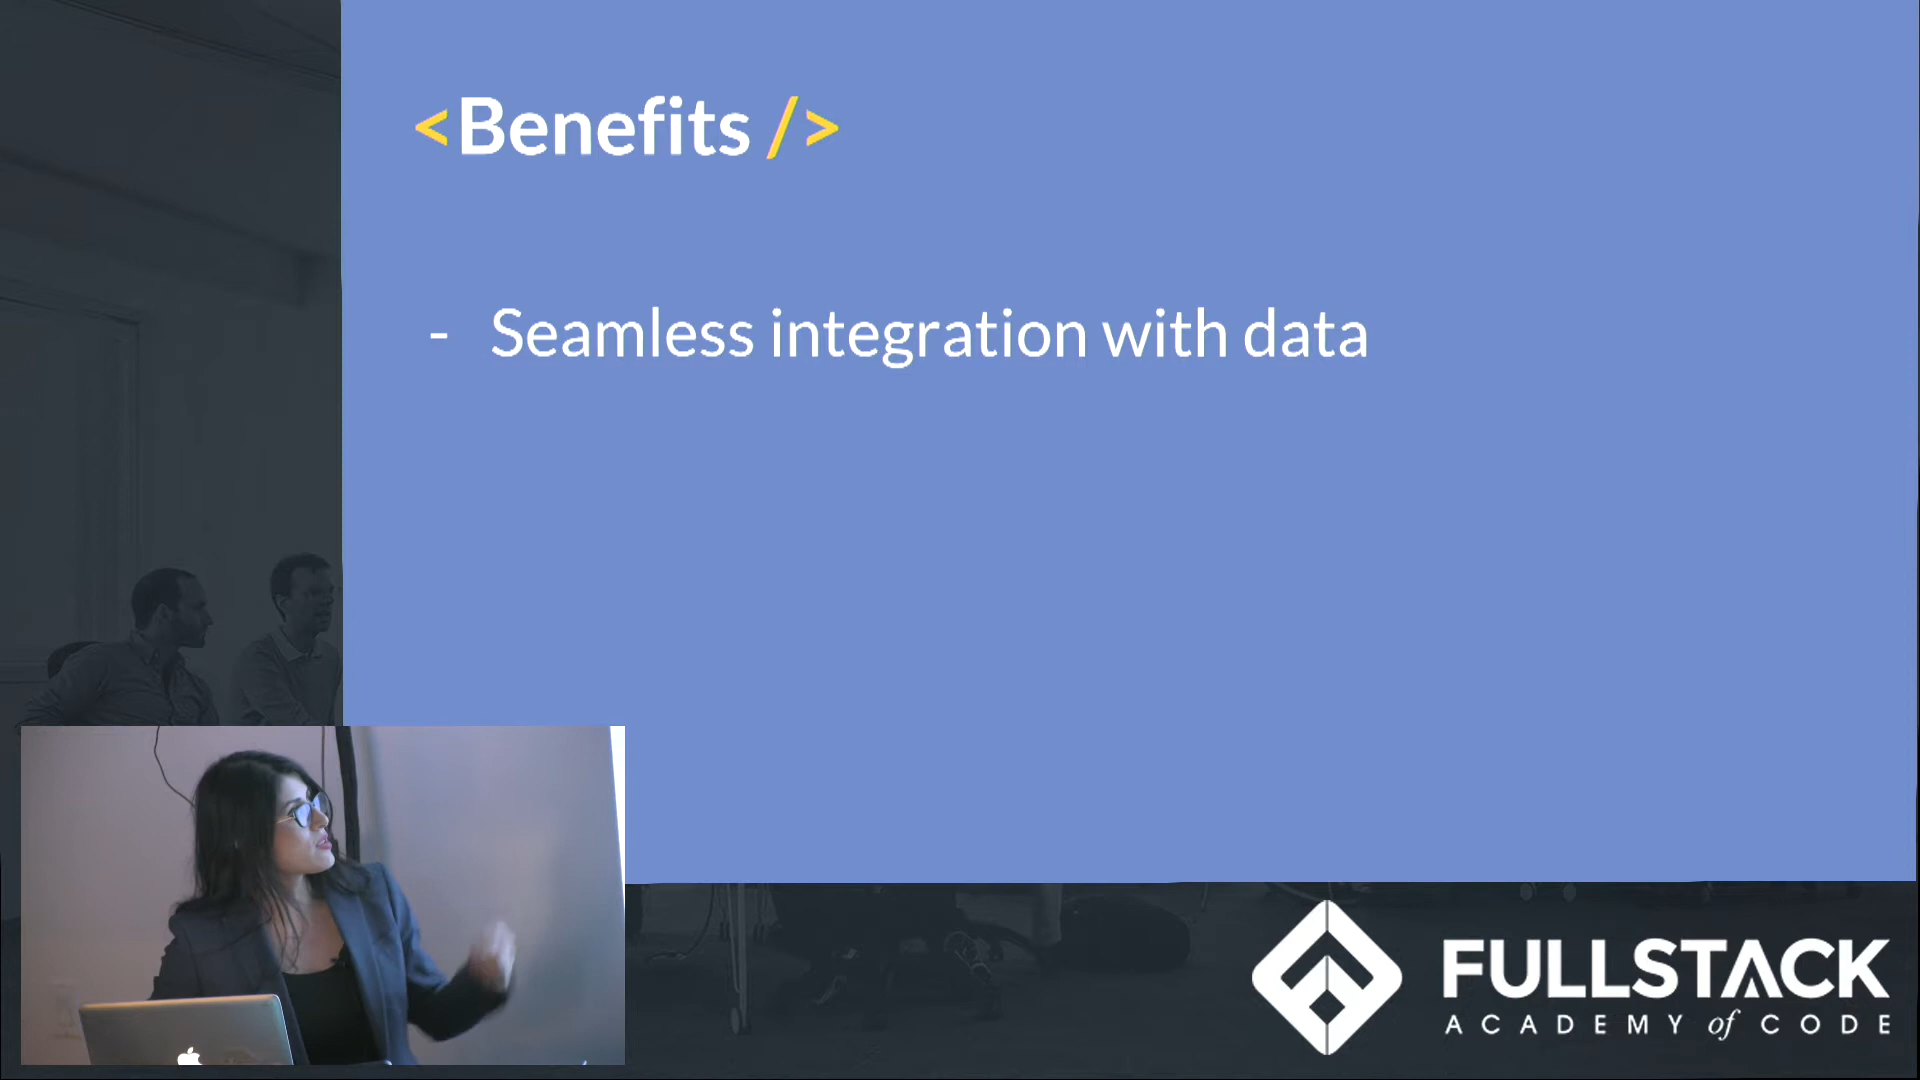 <Benefits />
- Seamless integration with data
FULLSTACK
ACADEMY of CODE